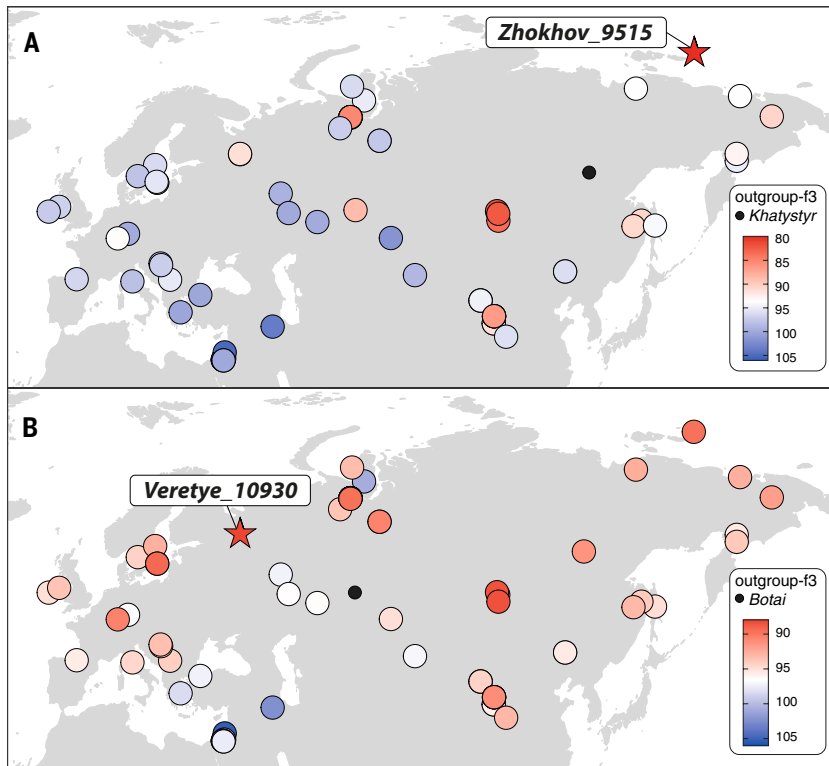 A
Zhokhov_9515
outgroup-f3
Khatystyr
80
85
90
95
100
105
B
Veretye_10930
outgroup-f3
Botai
90
95
100
105